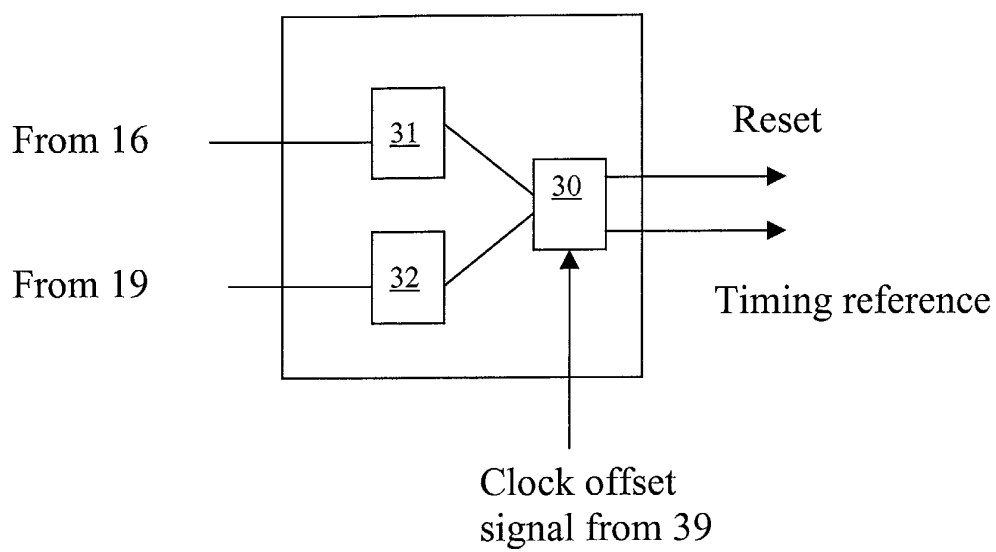 Reset
From 16
31
30
From 19
32
Timing reference
Clock offset
signal from 39